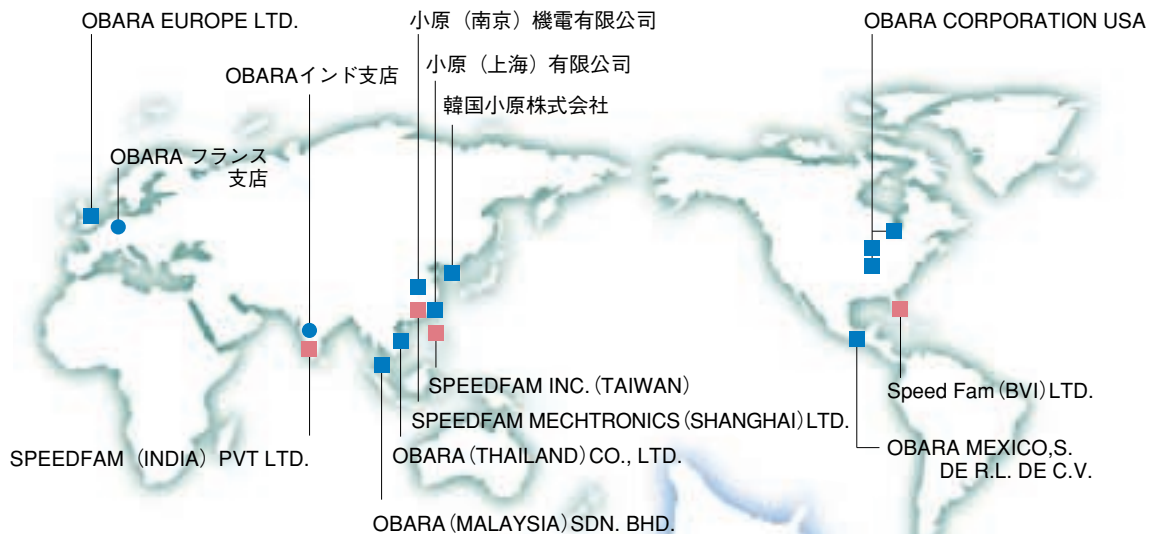 OBARA EUROPE LTD.
小原（南京）機電有限公司
OBARA CORPORATION USA
OBARAインド支店
小原（上海）有限公司
韓国小原株式会社
OBARA フランス
支店
SPEEDFAM INC.（TAIWAN）
Speed Fam（BVI）LTD.
SPEEDFAM MECHTRONICS（SHANGHAI）LTD.
SPEEDFAM（INDIA）PVT LTD.
OBARA（THAILAND）CO., LTD.
OBARA MEXICO,S.
DE R.L. DE C.V.
OBARA（MALAYSIA）SDN. BHD.